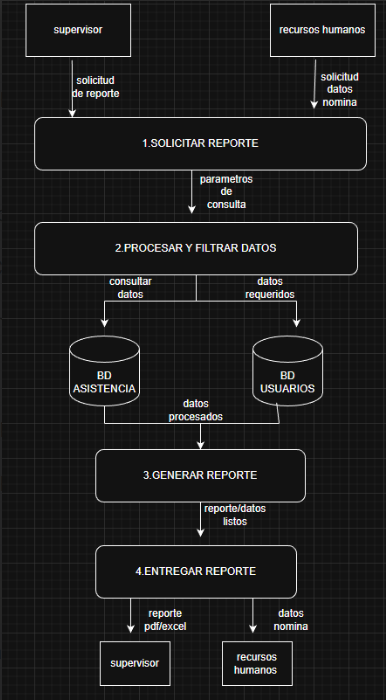 supervisor
recursos humanos
solicitud
de reporte
solicitud
datos
nomina
1.SOLICITAR REPORTE
parametros
de
consulta
2.PROCESAR Y FILTRAR DATOS
consultar
datos
datos
requeridos
BD
ASISTENCIA
BD
USUARIOS
datos
procesados
3.GENERAR REPORTE
reporte/datos
listos
4.ENTREGAR REPORTE
reporte
pdf/excel
datos
nomina
supervisor
recursos
humanos